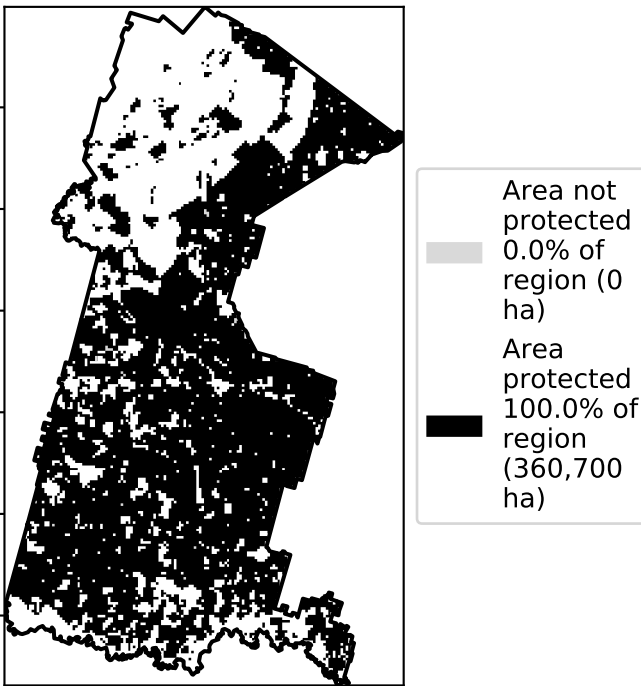 Area not
protected
0.0% of
region (0
ha)
Area
protected
100.0% of
region
(360,700
ha)